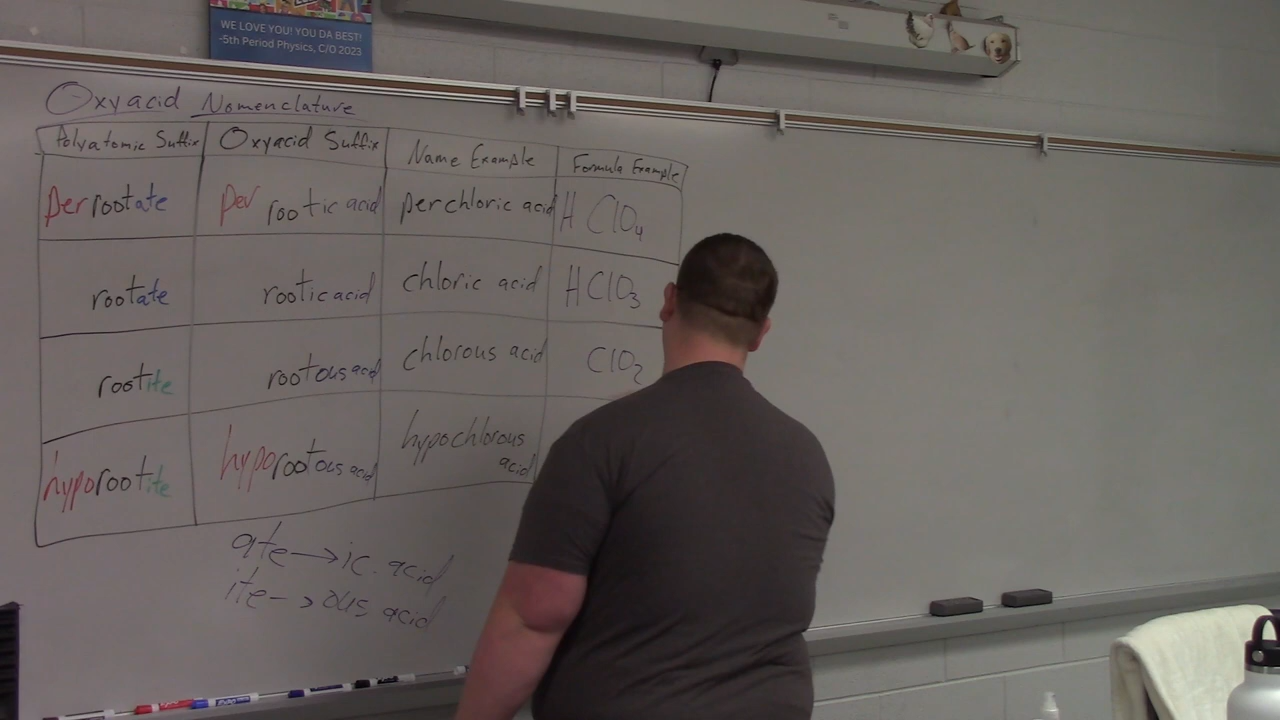 WE LOVE YOU! YOU DA BEST!
-5th Period Physics, C/O 2023
Oxyacid Nomenclature
Polyatomic Suffix Oxyacid Suffix Name Example Formula Example
perrootate per rootic acid perchloric acid H ClO4
rootate rootic acid chloric acid HClO3
rootite rootous acid chlorous acid ClO2
hyporootite hyporootous acid hypochlorous acid
ate→ic acid
ite→ous acid